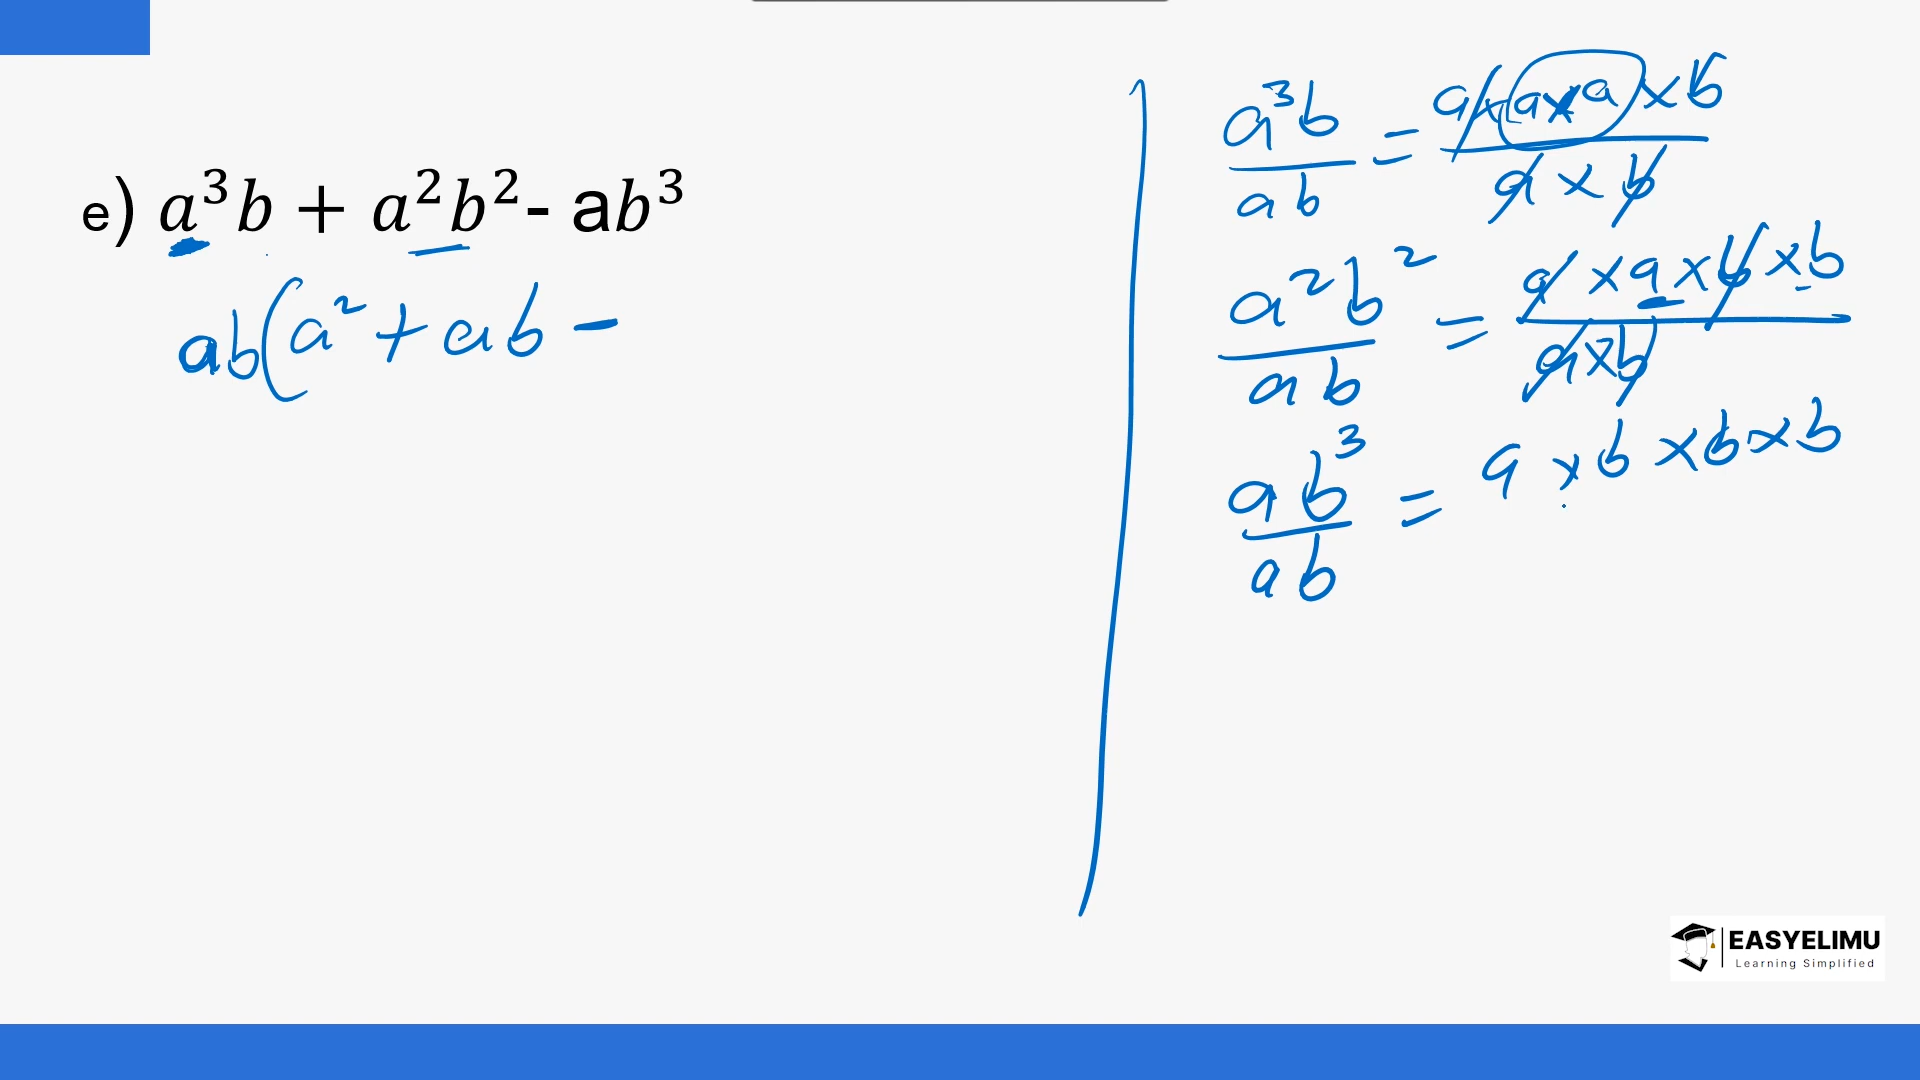 e) a³b + a²b² - ab³
ab(a² + ab −
a³b/ab = a×a×a×b/a×b
a²b²/ab = a×a×b×b/a×b
ab³/ab = a×b×b×b
EASYELIMU
Learning Simplified